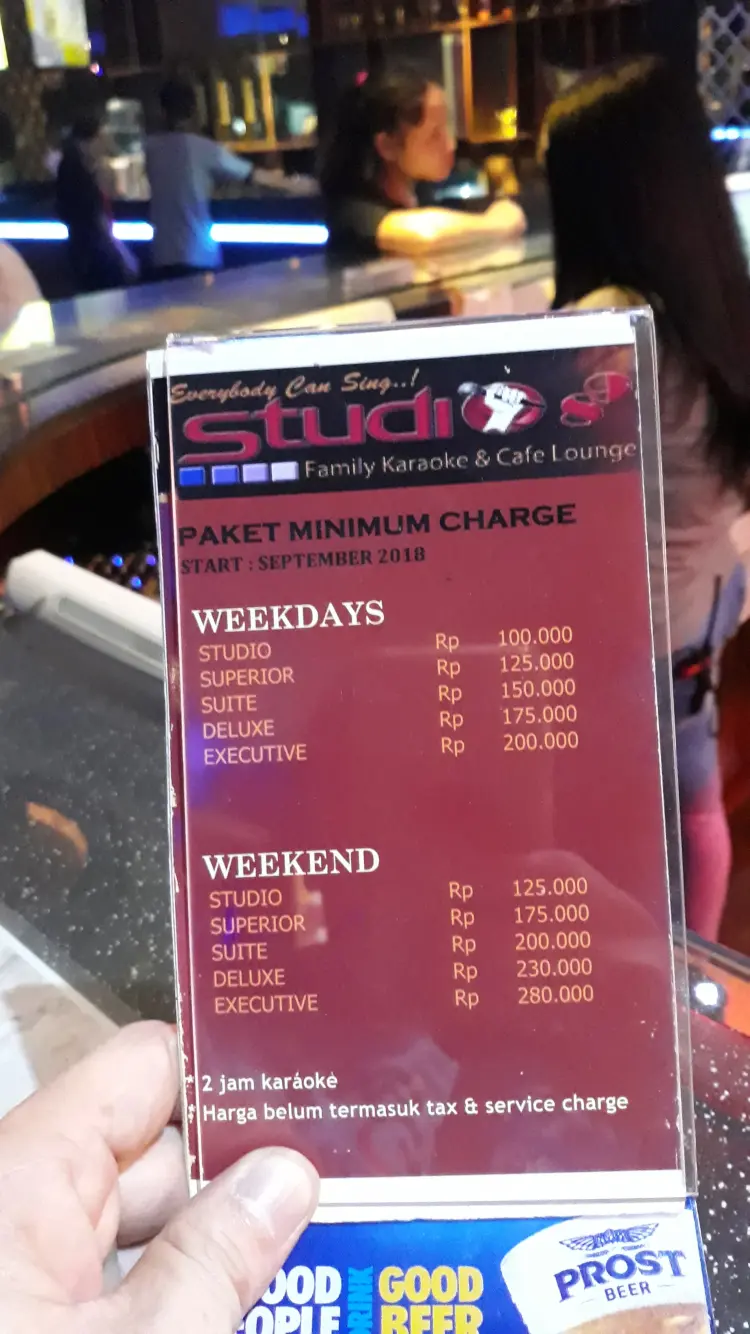 Everybody Can Sing..!
Studio 8
Family Karaoke & Cafe Lounge
PAKET MINIMUM CHARGE
START : SEPTEMBER 2018
WEEKDAYS
STUDIO Rp 100.000
SUPERIOR Rp 125.000
SUITE Rp 150.000
DELUXE Rp 175.000
EXECUTIVE Rp 200.000
WEEKEND
STUDIO Rp 125.000
SUPERIOR Rp 175.000
SUITE Rp 200.000
DELUXE Rp 230.000
EXECUTIVE Rp 280.000
* 2 jam karaoke
* Harga belum termasuk tax & service charge
OOD
OPLE
DRINK
GOOD
BEER
PROST
BEER